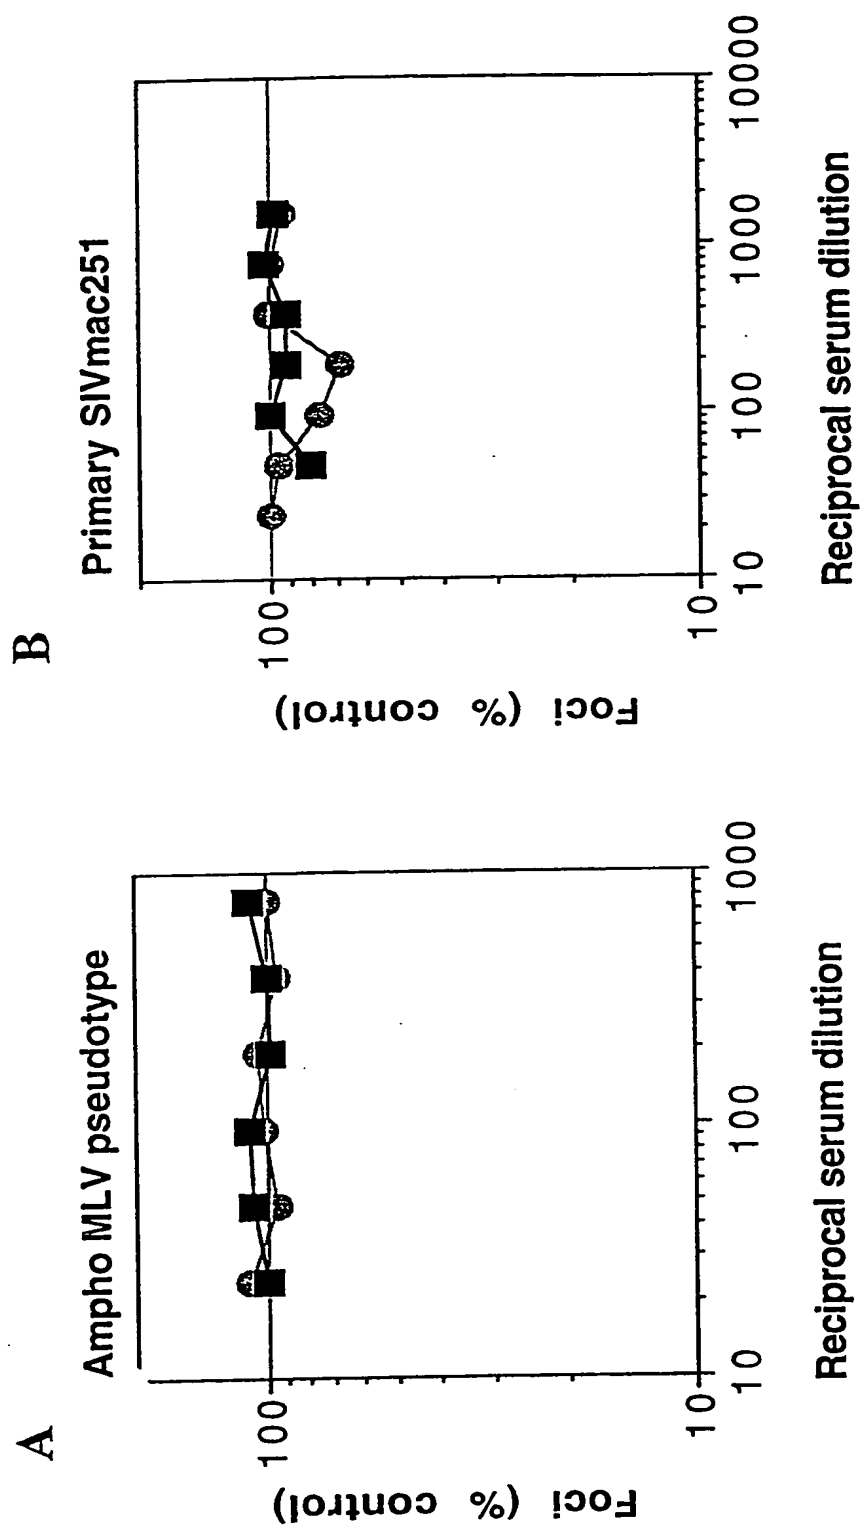 A
Ampho MLV pseudotype
Foci (% control)
100
10
10
100
1000
Reciprocal serum dilution
B
Primary SIVmac251
Foci (% control)
100
10
10
100
1000
10000
Reciprocal serum dilution